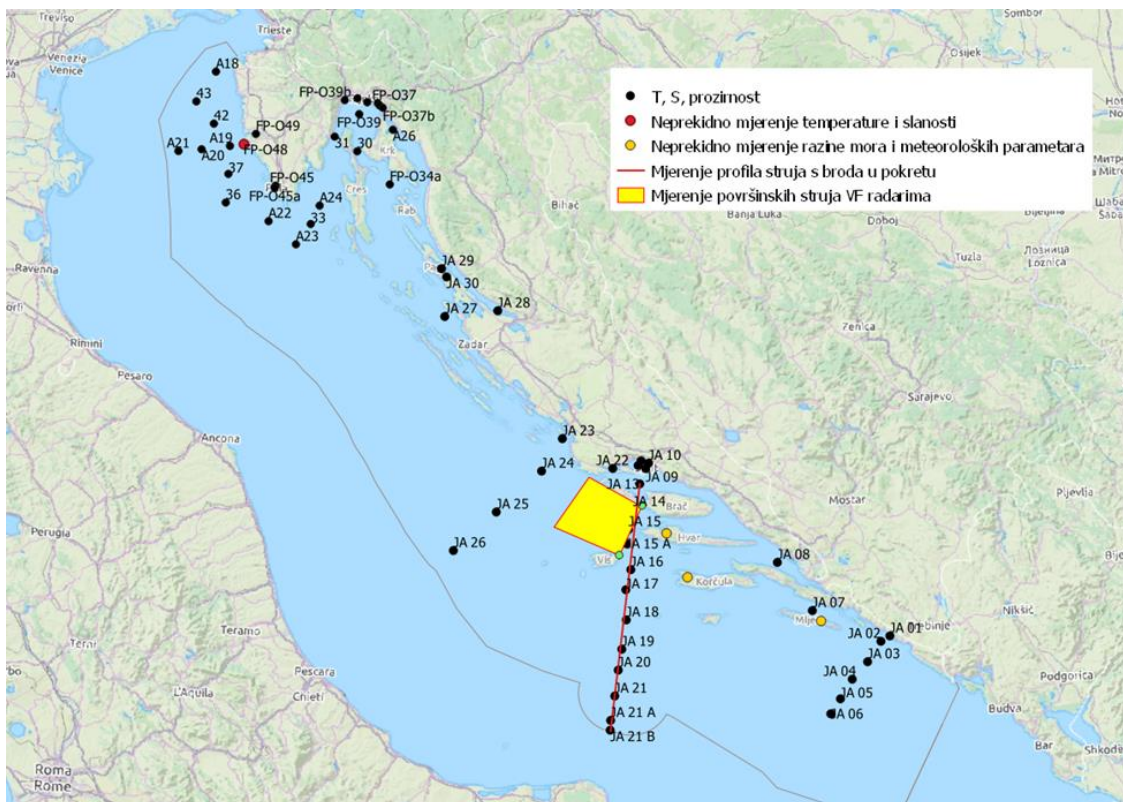 Trieste
Sombor
Сомбор
Osijek
Treviso
Venezia
Venice
A18
43
42
A21
A20
A19
FP-O49
FP-O48
37
36
FP-O45
FP-O45a
A22
A23
A24
33
FP-O39b
FP-O37
FP-O39
FP-O37b
A26
31
30
Krk
FP-O34a
Cres
Rab
T, S, prozirnost
Neprekidno mjerenje temperature i slanosti
Neprekidno mjerenje razine mora i meteoroloških parametara
Mjerenje profila struja s broda u pokretu
Mjerenje površinskih struja VF radarima
Bihać
Banja Luka
Лозница
Loznica
Tuzla
Zenica
Sarajevo
Ravenna
Rimini
Pesaro
Ancona
Perugia
JA 29
JA 30
JA 28
JA 27
Zadar
JA 23
JA 22
JA 10
JA 24
JA 09
JA 13
JA 14
Brač
JA 25
JA 15
Hvar
JA 15 A
JA 26
Vis
JA 16
JA 17
Korčula
JA 08
JA 18
JA 07
Mljet
JA 19
JA 02
JA 01
Trebinje
JA 03
JA 20
JA 04
JA 21
JA 05
JA 21 A
JA 06
JA 21 B
Mostar
Pljevlja
Nikšić
Podgorica
Budva
Bar
Shkodër
Teramo
Terni
L'Aquila
Pescara
Chieti
Roma
Rome